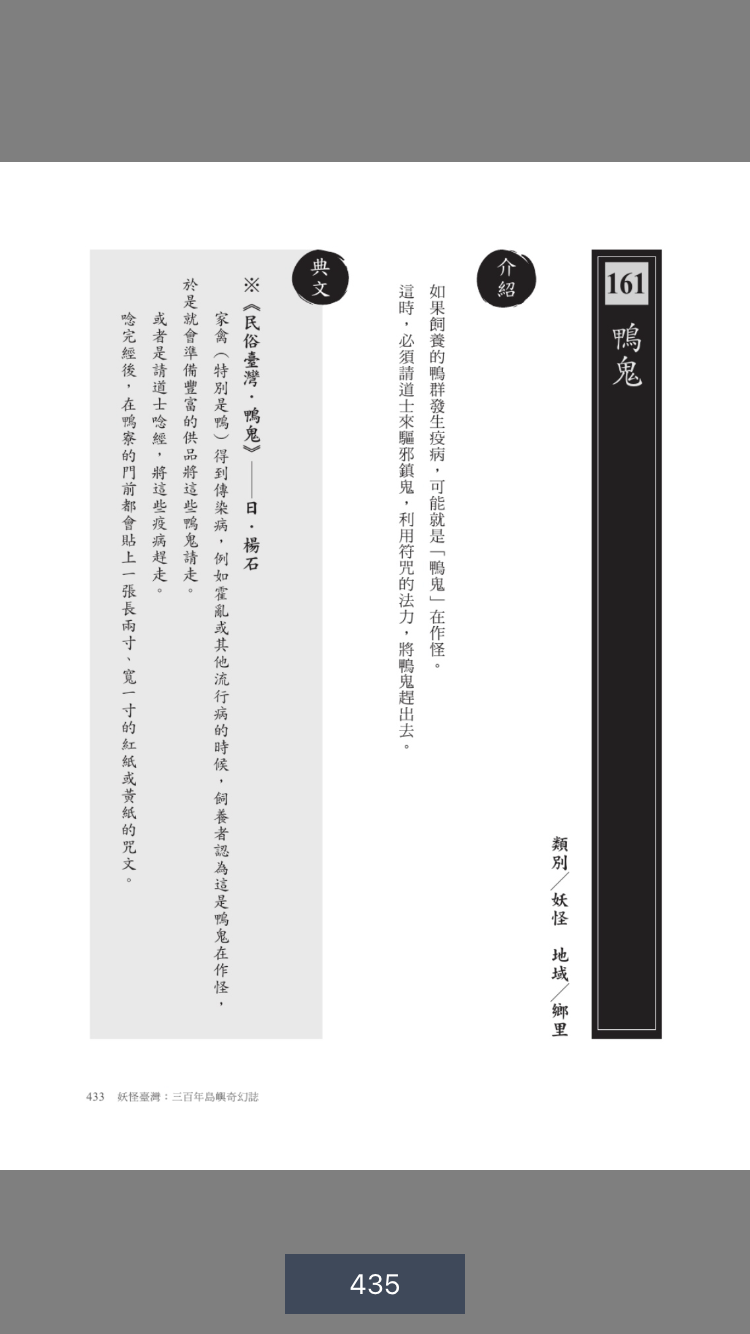 161
鴨鬼
類別／妖怪　地域／鄉里
介紹
如果飼養的鴨群發生疫病，可能就是「鴨鬼」在作怪。
這時，必須請道士來驅邪鎮鬼，利用符咒的法力，將鴨鬼趕出去。
典文
※《民俗臺灣．鴨鬼》——日．楊石
家禽（特別是鴨）得到傳染病，例如霍亂或其他流行病的時候，飼養者認為這是鴨鬼在作怪，
於是就會準備豐富的供品將這些鴨鬼請走。
或者是請道士唸經，將這些疫病趕走。
唸完經後，在鴨寮的門前都會貼上一張長兩寸、寬一寸的紅紙或黃紙的咒文。
433　妖怪臺灣：三百年島嶼奇幻誌
435